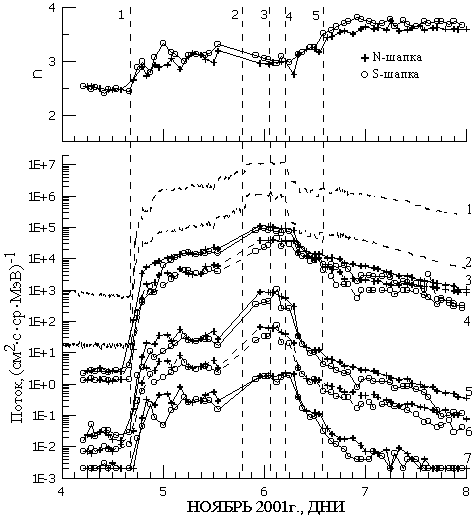 1 2 3 4 5
4
3
2
n
N-шапка
S-шапка
1E+7
1E+6
1E+5
1E+4
1E+3
1E+2
1E+1
1E+0
1E-1
1E-2
1E-3
Поток, (см²·с·ср·МэВ)⁻¹
1
2
3
4
5
6
7
4 5 6 7 8
НОЯБРЬ 2001г., ДНИ